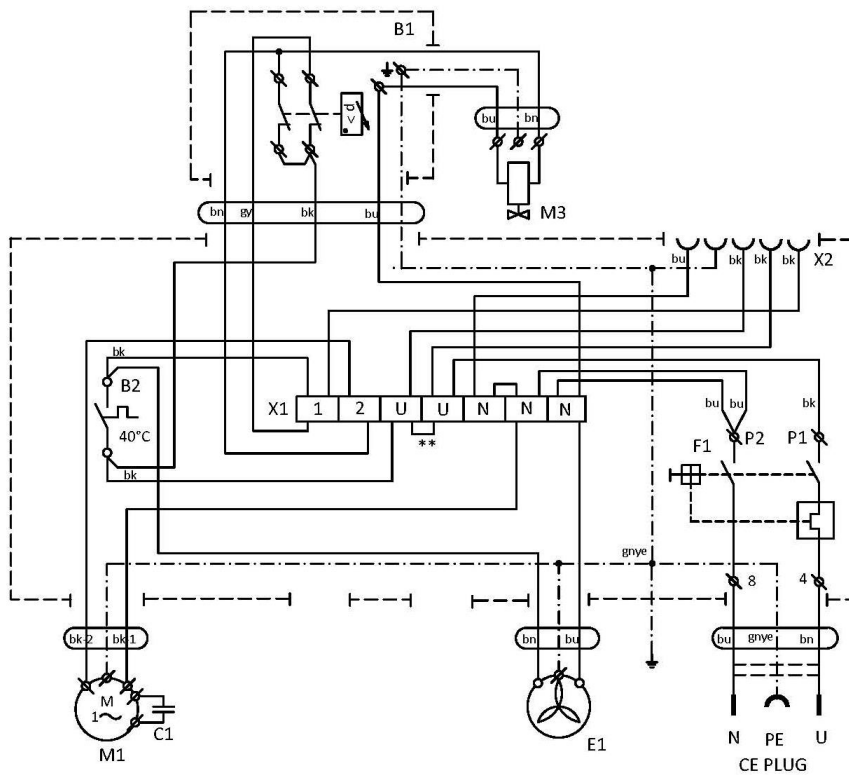 B1
<p
bu
bn
M3
bn
gy
bk
bu
bu
bk
bk
bk
X2
bk
B2
40°C
bk
X1
1
2
U
U
N
N
N
**
bu
bu
bk
F1
P2
P1
gnye
8
4
bk-2
bk-1
bn
bu
bu
gnye
bn
M
1
M1
C1
E1
N
PE
U
CE PLUG